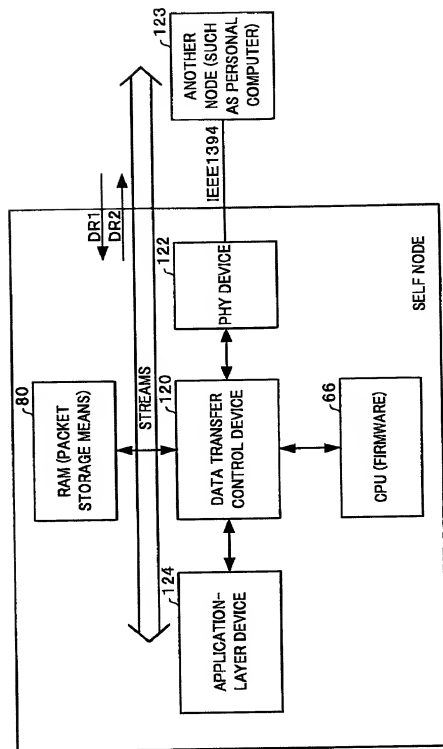 80
RAM (PACKET
STORAGE MEANS)
DR1
DR2
STREAMS
124
APPLICATION-
LAYER DEVICE
120
DATA TRANSFER
CONTROL DEVICE
122
PHY DEVICE
IEEE1394
123
ANOTHER
NODE (SUCH
AS PERSONAL
COMPUTER)
66
CPU (FIRMWARE)
SELF NODE